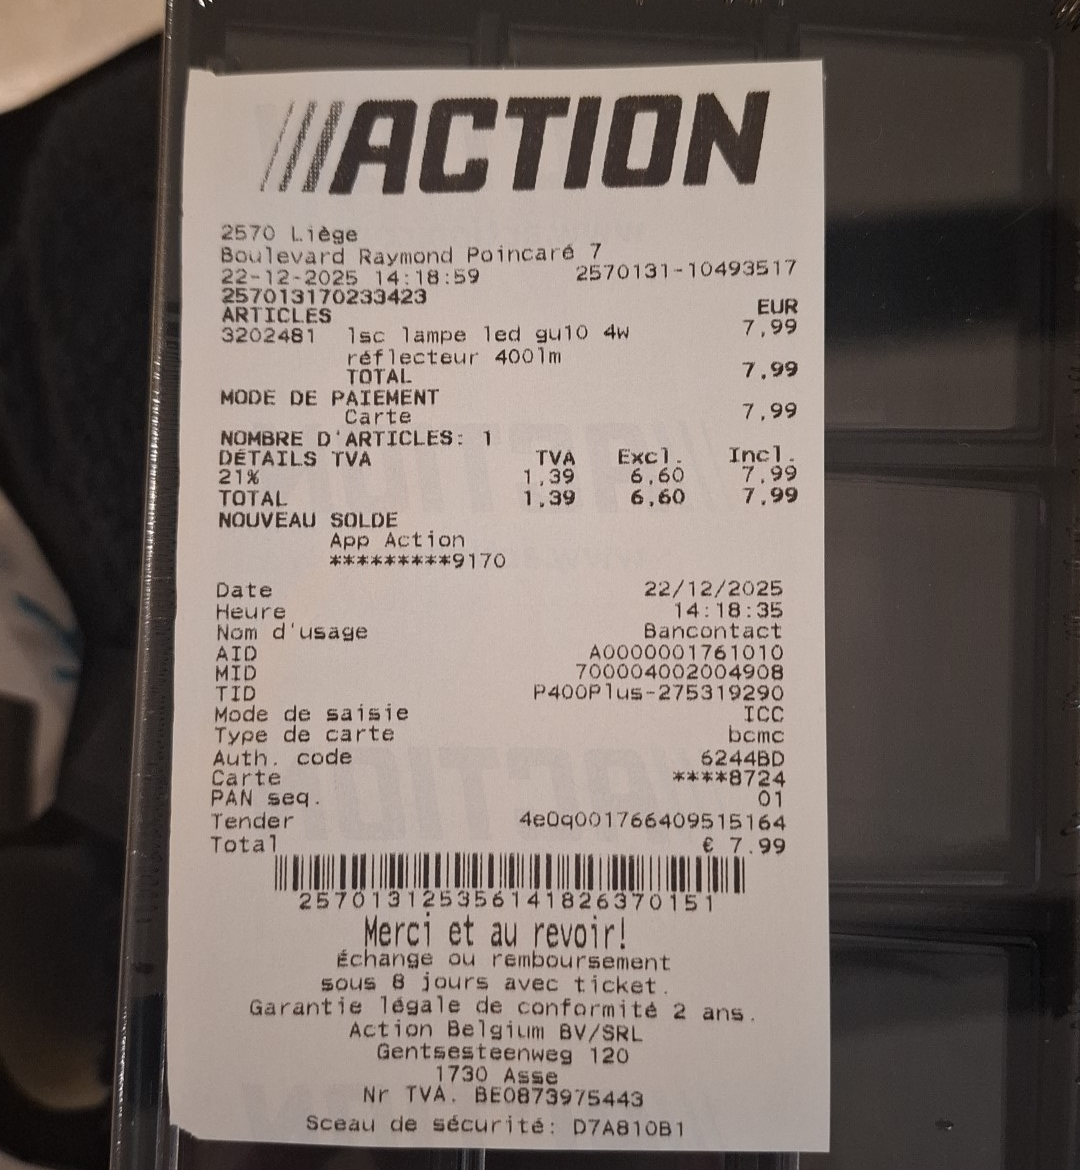 ACTION
2570 Liège
Boulevard Raymond Poincaré 7
22-12-2025 14:18:59 2570131-10493517
257013170233423
ARTICLES EUR
3202481 lsc lampe led gu10 4w 7,99
réflecteur 400lm
TOTAL 7,99
MODE DE PAIEMENT
Carte 7,99
NOMBRE D'ARTICLES: 1
DÉTAILS TVA TVA Excl. Incl.
21% 1,39 6,60 7,99
TOTAL 1,39 6,60 7,99
NOUVEAU SOLDE
App Action
*********9170
Date 22/12/2025
Heure 14:18:35
Nom d'usage Bancontact
AID A0000001761010
MID 700004002004908
TID P400Plus-275319290
Mode de saisie ICC
Type de carte bcmc
Auth. code 6244BD
Carte ****8724
PAN seq. 01
Tender 4e0q001766409515164
Total € 7.99
257013125356141826370151
Merci et au revoir!
Échange ou remboursement
sous 8 jours avec ticket.
Garantie légale de conformité 2 ans.
Action Belgium BV/SRL
Gentsesteenweg 120
1730 Asse
Nr TVA. BE0873975443
Sceau de sécurité: D7A810B1